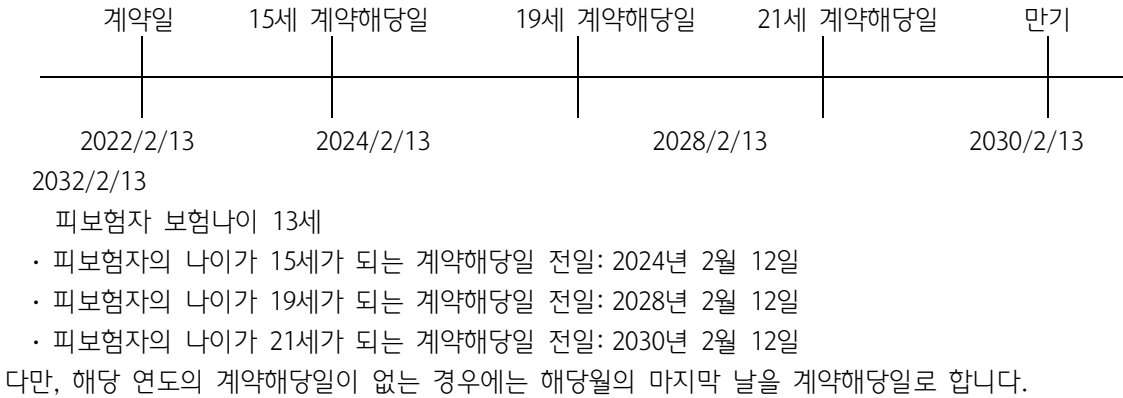 계약일 15세 계약해당일 19세 계약해당일 21세 계약해당일 만기
2022/2/13 2024/2/13 2028/2/13 2030/2/13
2032/2/13
피보험자 보험나이 13세
· 피보험자의 나이가 15세가 되는 계약해당일 전일: 2024년 2월 12일
· 피보험자의 나이가 19세가 되는 계약해당일 전일: 2028년 2월 12일
· 피보험자의 나이가 21세가 되는 계약해당일 전일: 2030년 2월 12일
다만, 해당 연도의 계약해당일이 없는 경우에는 해당월의 마지막 날을 계약해당일로 합니다.